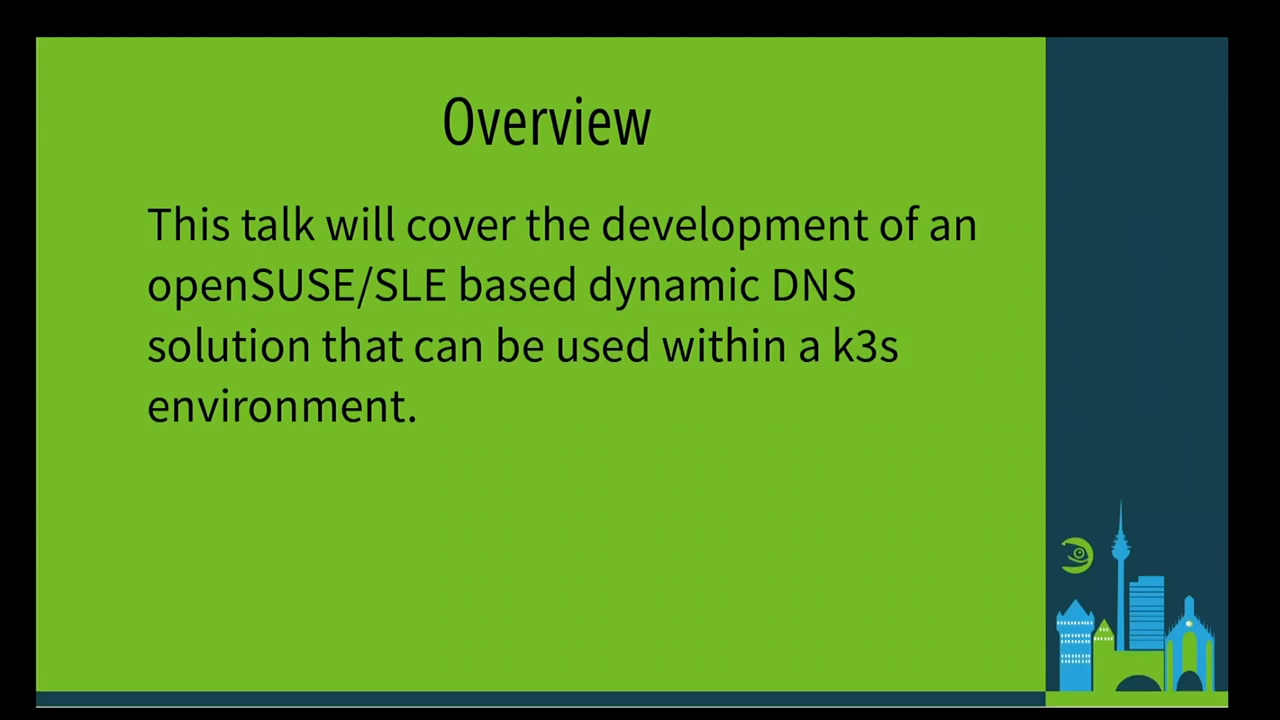 Overview
This talk will cover the development of an
openSUSE/SLE based dynamic DNS
solution that can be used within a k3s
environment.